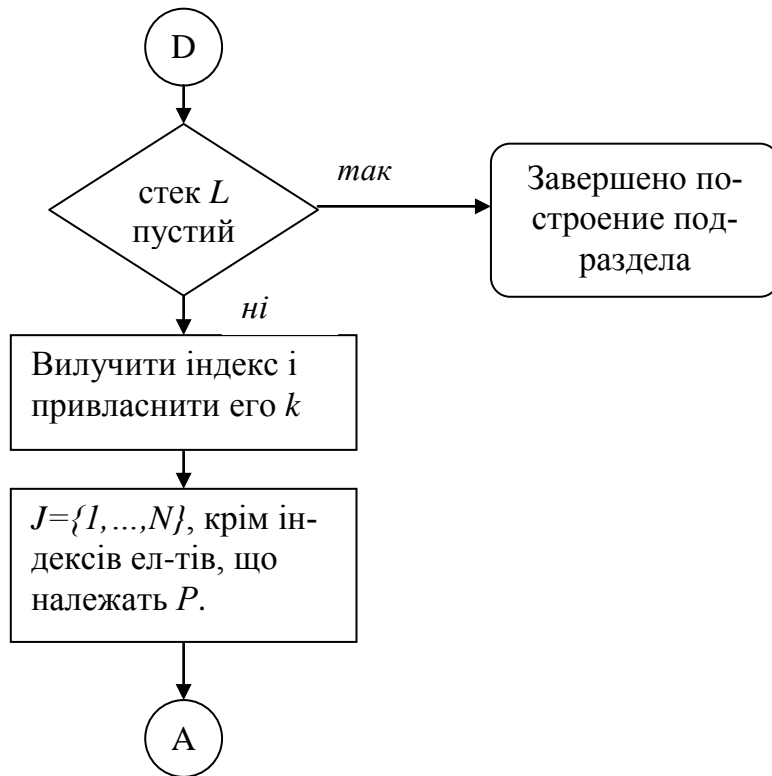 D
стек L
пустий
так
Завершено по-
строение под-
раздела
ні
Вилучити індекс і
привласнити его k
J={1,...,N}, крім ін-
дексів ел-тів, що
належать P.
A